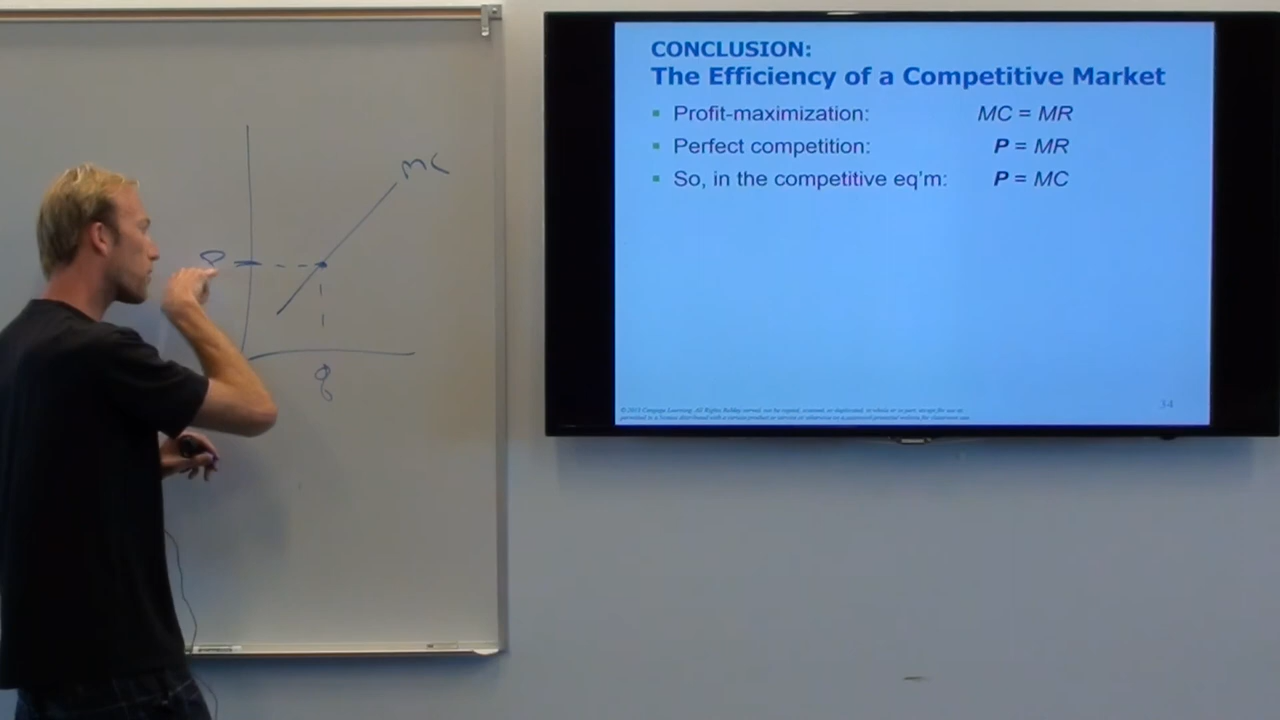 MC
P
q
CONCLUSION:
The Efficiency of a Competitive Market
▪ Profit-maximization: MC = MR
▪ Perfect competition: P = MR
▪ So, in the competitive eq'm: P = MC
34